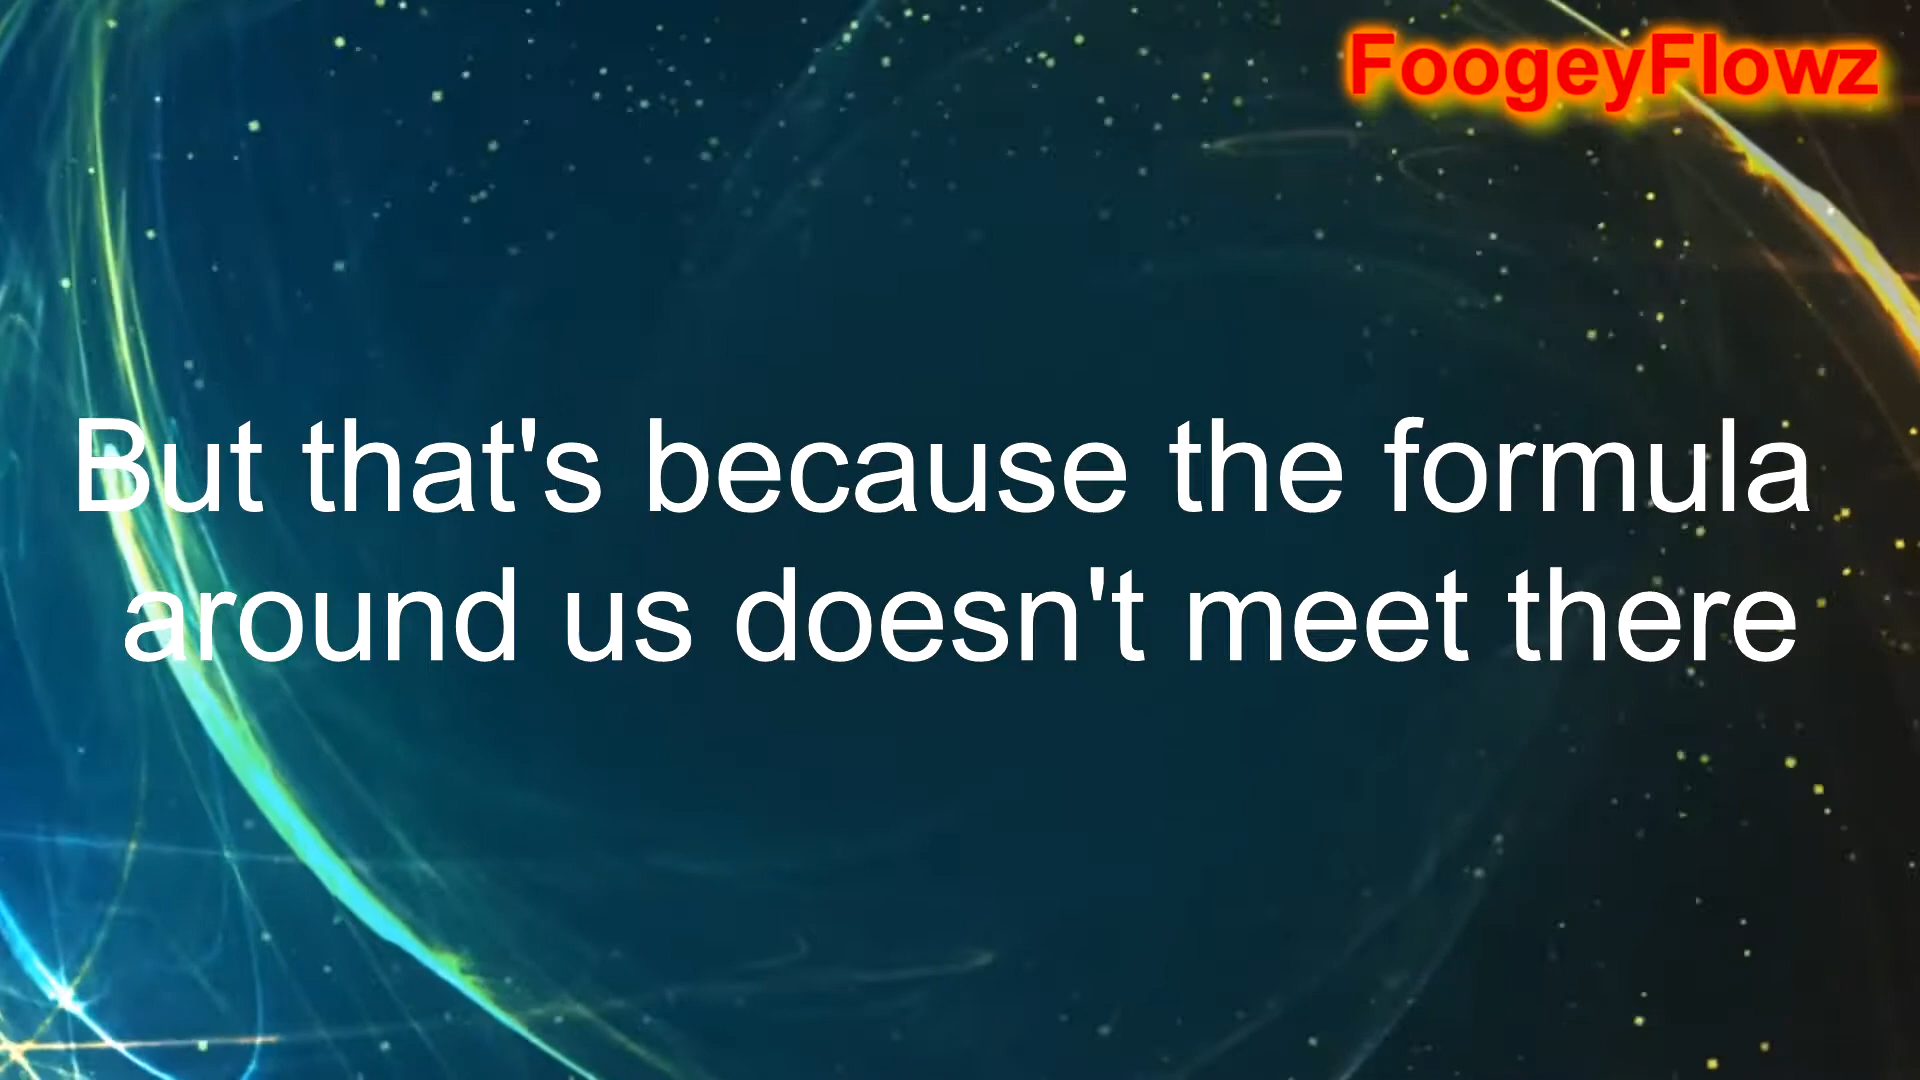 FoogeyFlowz
But that's because the formula
around us doesn't meet there